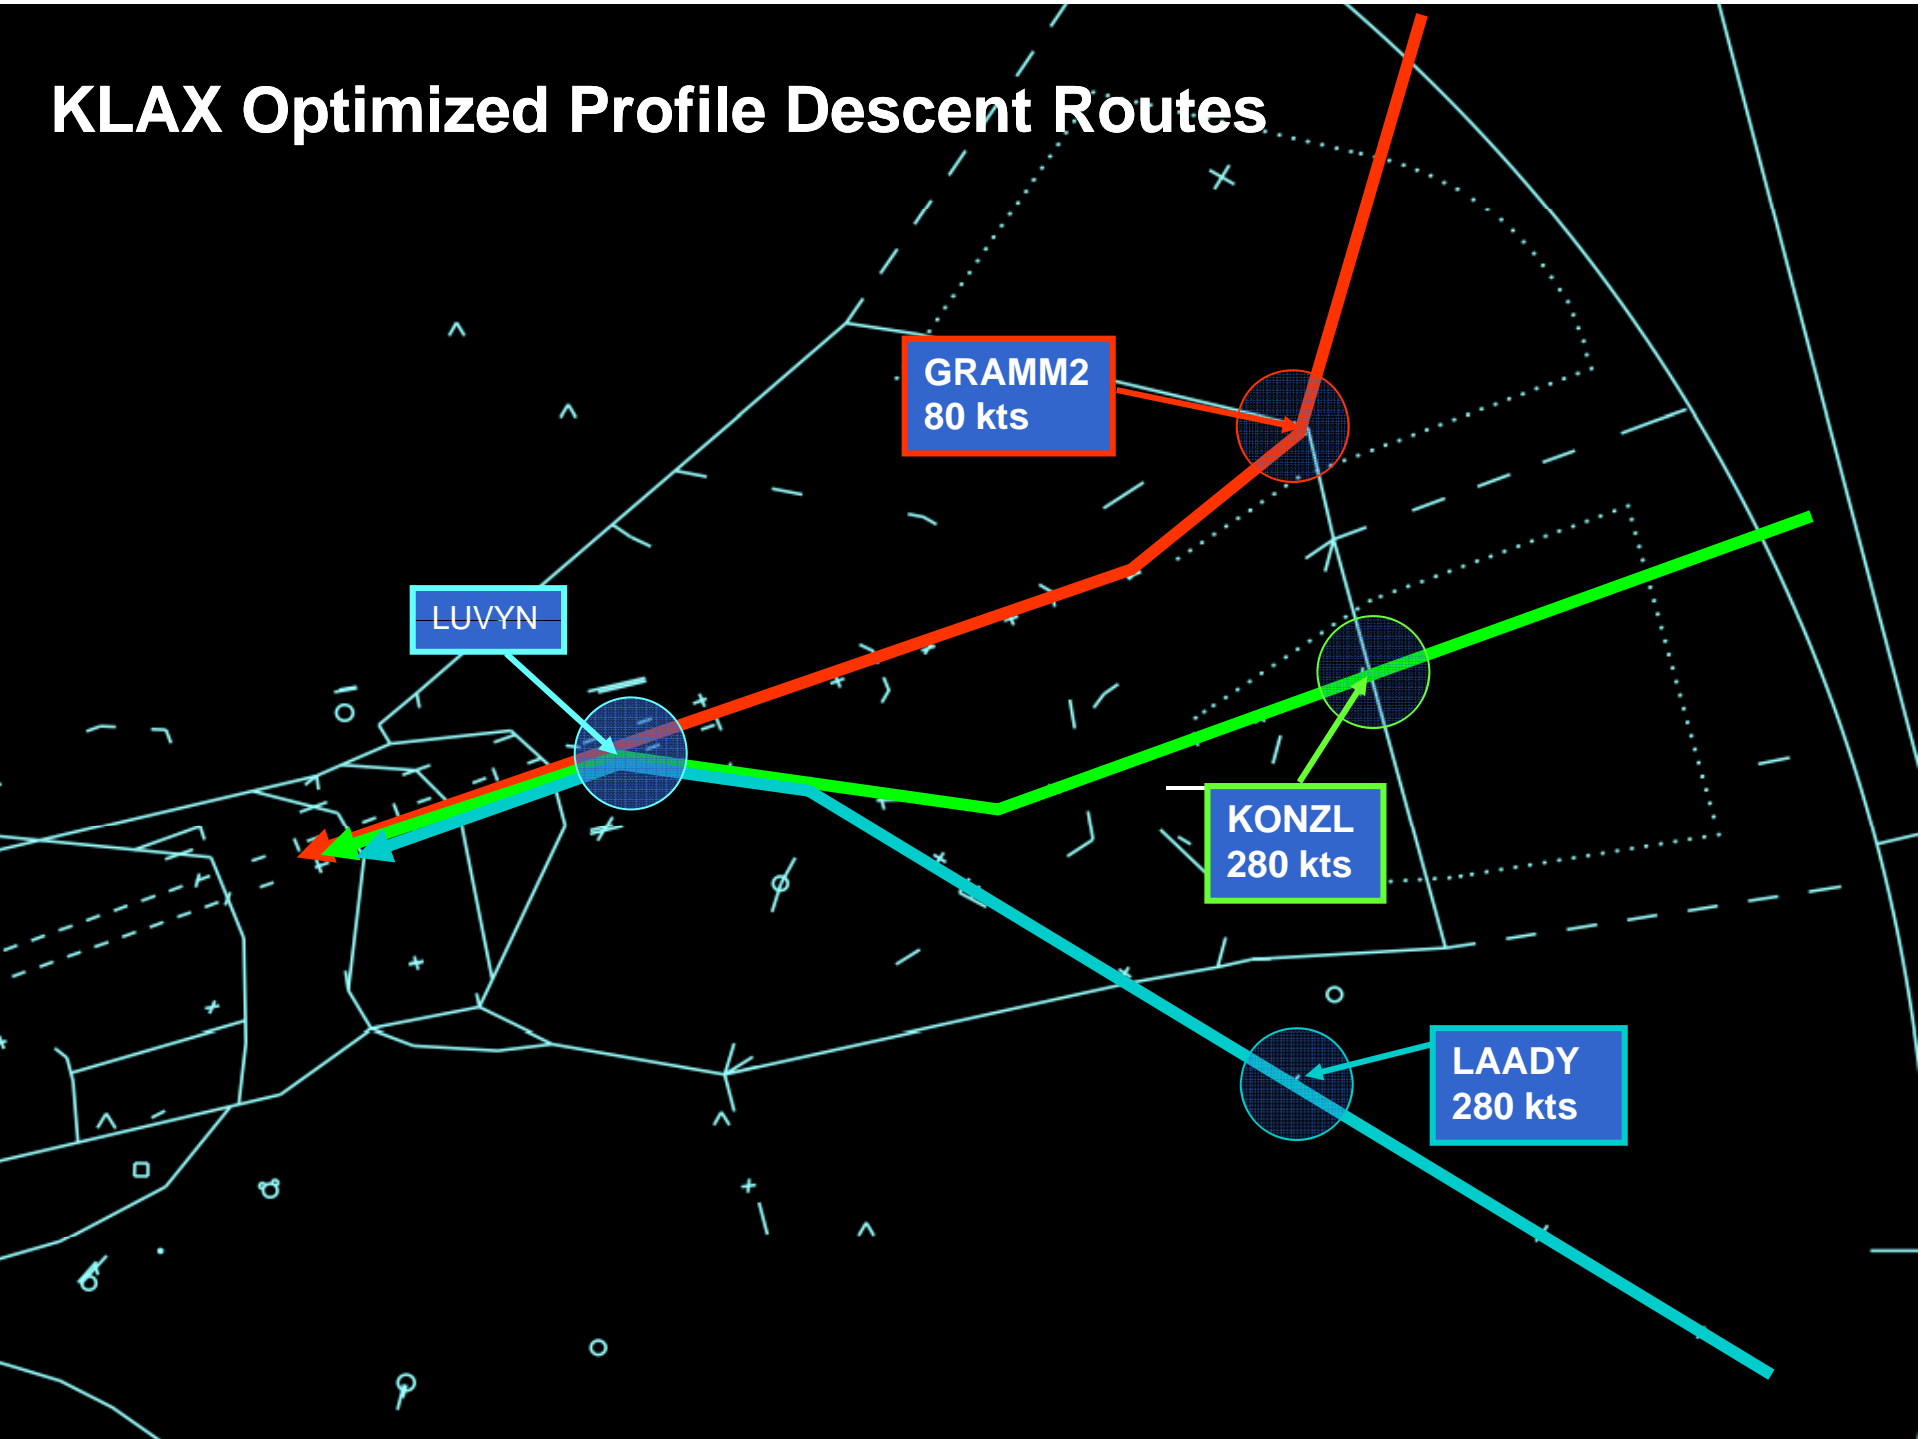 KLAX Optimized Profile Descent Routes
GRAMM2
80 kts
LUVYN
KONZL
280 kts
LAADY
280 kts